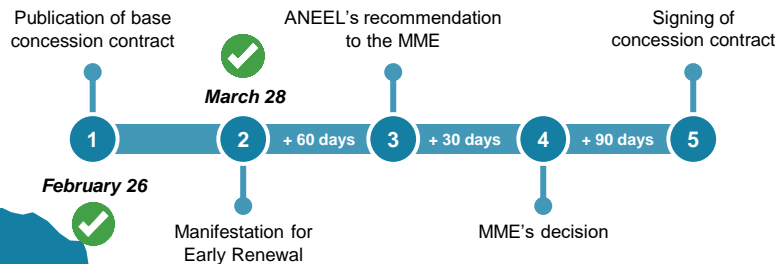 Publication of base
concession contract
ANEEL's recommendation
to the MME
Signing of
concession contract
March 28
1
2
+ 60 days
3
+ 30 days
4
+ 90 days
5
February 26
Manifestation for
Early Renewal
MME's decision